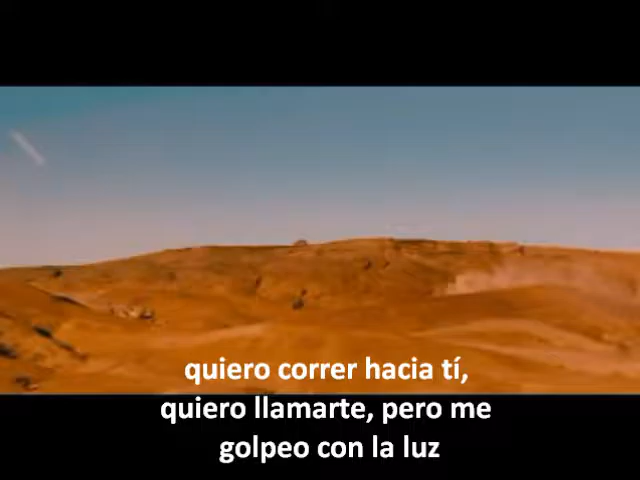 quiero correr hacia tí,
quiero llamarte, pero me
golpeo con la luz